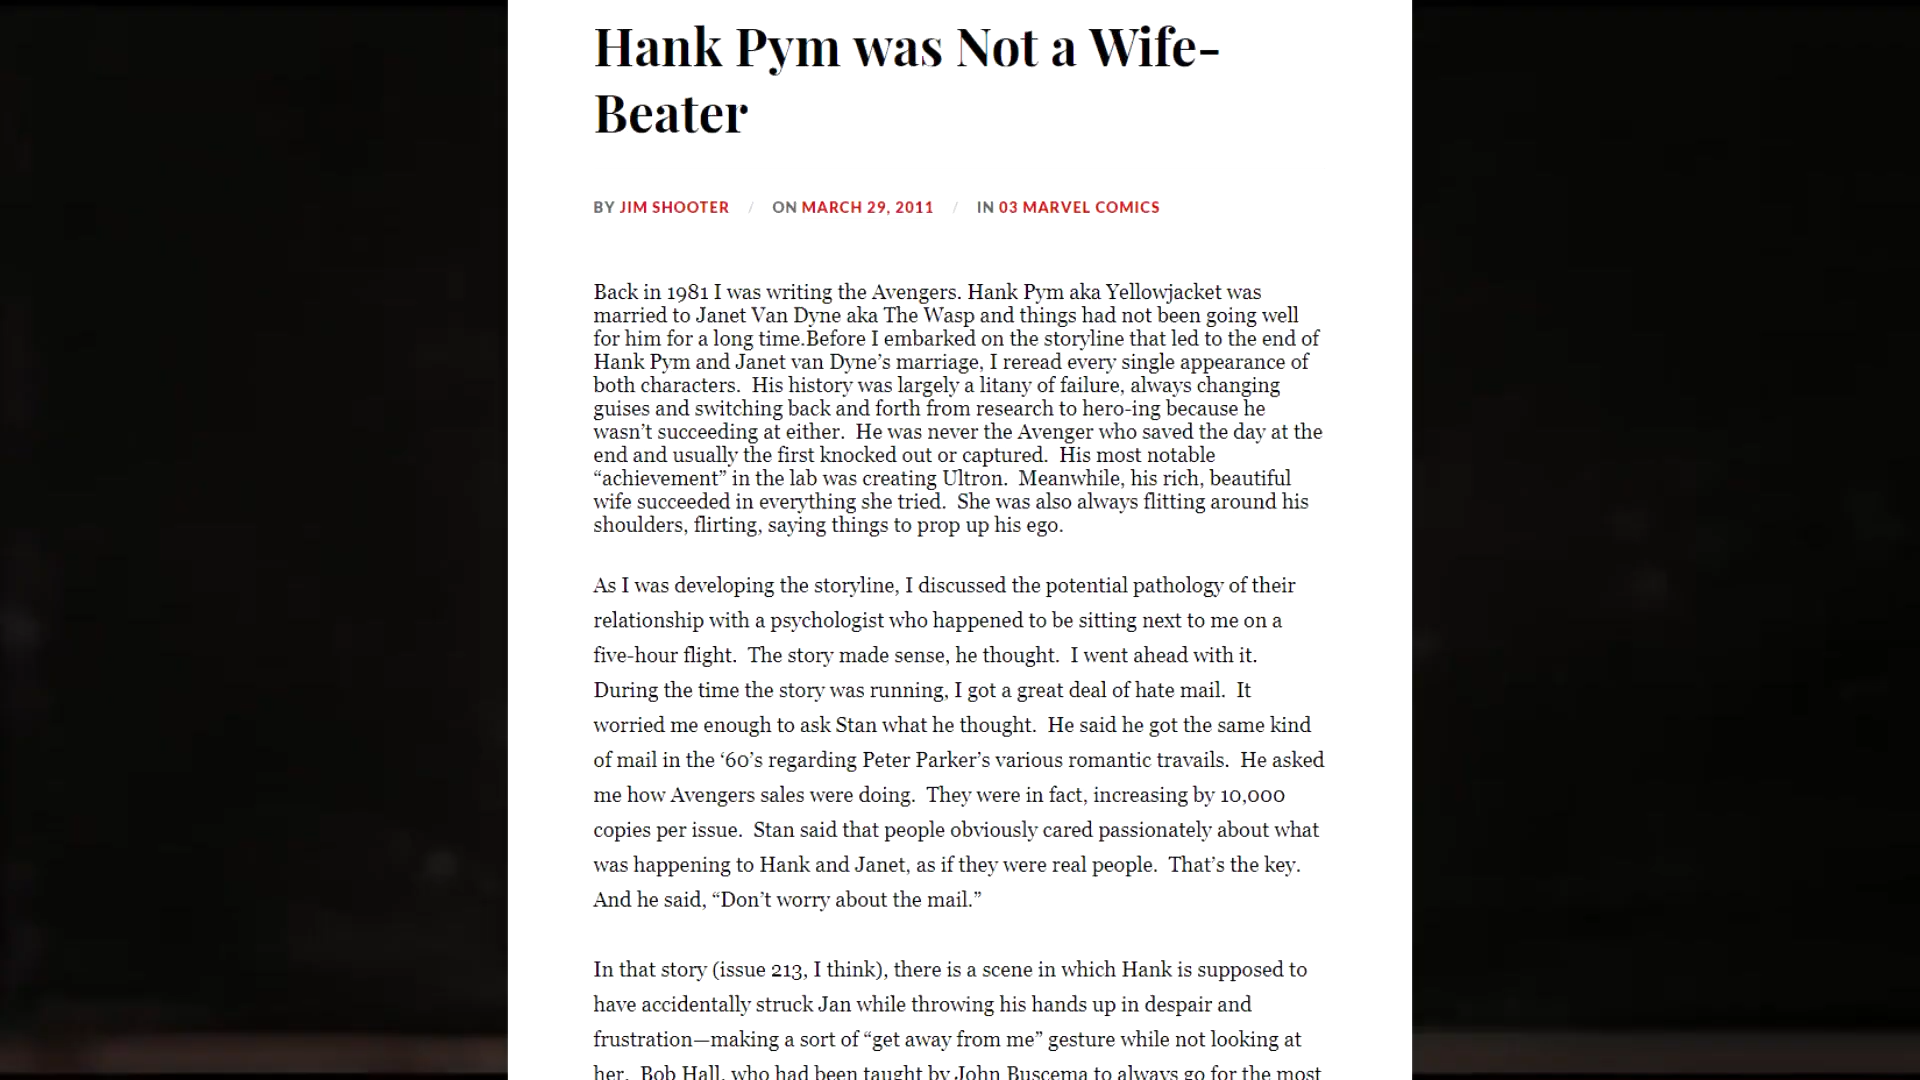 Hank Pym was Not a Wife-
Beater
BY JIM SHOOTER / ON MARCH 29, 2011 / IN 03 MARVEL COMICS
Back in 1981 I was writing the Avengers. Hank Pym aka Yellowjacket was
married to Janet Van Dyne aka The Wasp and things had not been going well
for him for a long time.Before I embarked on the storyline that led to the end of
Hank Pym and Janet van Dyne’s marriage, I reread every single appearance of
both characters.  His history was largely a litany of failure, always changing
guises and switching back and forth from research to hero-ing because he
wasn’t succeeding at either.  He was never the Avenger who saved the day at the
end and usually the first knocked out or captured.  His most notable
“achievement” in the lab was creating Ultron.  Meanwhile, his rich, beautiful
wife succeeded in everything she tried.  She was also always flitting around his
shoulders, flirting, saying things to prop up his ego.
As I was developing the storyline, I discussed the potential pathology of their
relationship with a psychologist who happened to be sitting next to me on a
five-hour flight.  The story made sense, he thought.  I went ahead with it.
During the time the story was running, I got a great deal of hate mail.  It
worried me enough to ask Stan what he thought.  He said he got the same kind
of mail in the ‘60’s regarding Peter Parker’s various romantic travails.  He asked
me how Avengers sales were doing.  They were in fact, increasing by 10,000
copies per issue.  Stan said that people obviously cared passionately about what
was happening to Hank and Janet, as if they were real people.  That’s the key.
And he said, “Don’t worry about the mail.”
In that story (issue 213, I think), there is a scene in which Hank is supposed to
have accidentally struck Jan while throwing his hands up in despair and
frustration—making a sort of “get away from me” gesture while not looking at
her.  Bob Hall, who had been taught by John Buscema to always go for the most